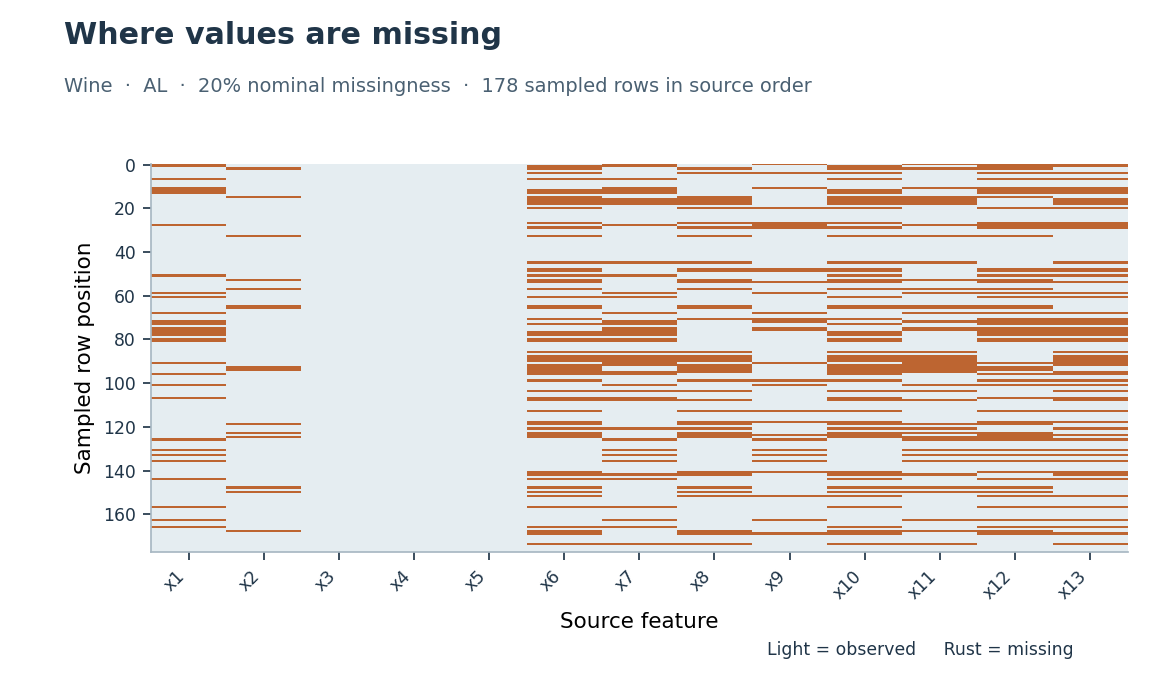 Where values are missing
Wine · AL · 20% nominal missingness · 178 sampled rows in source order
Sampled row position
0
20
40
60
80
100
120
140
160
x1 x2 x3 x4 x5 x6 x7 x8 x9 x10 x11 x12 x13
Source feature
Light = observed Rust = missing